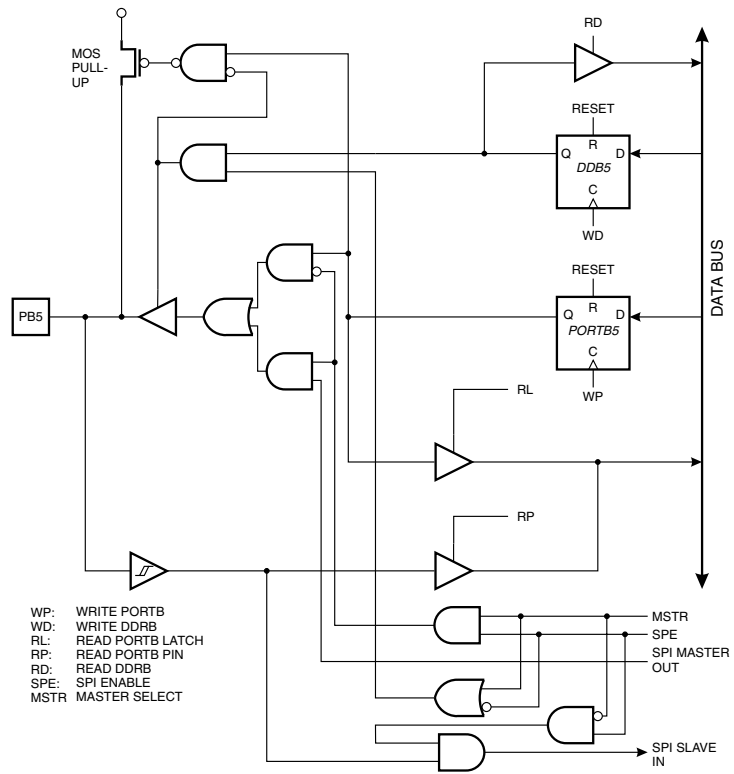 RD
MOS
PULL-
UP
RESET
R
Q
D
DDB5
C
WD
DATA BUS
RESET
R
Q
D
PORTB5
C
WP
PB5
RL
RP
WP: WRITE PORTB
WD: WRITE DDRB
RL: READ PORTB LATCH
RP: READ PORTB PIN
RD: READ DDRB
SPE: SPI ENABLE
MSTR MASTER SELECT
MSTR
SPE
SPI MASTER
OUT
SPI SLAVE
IN